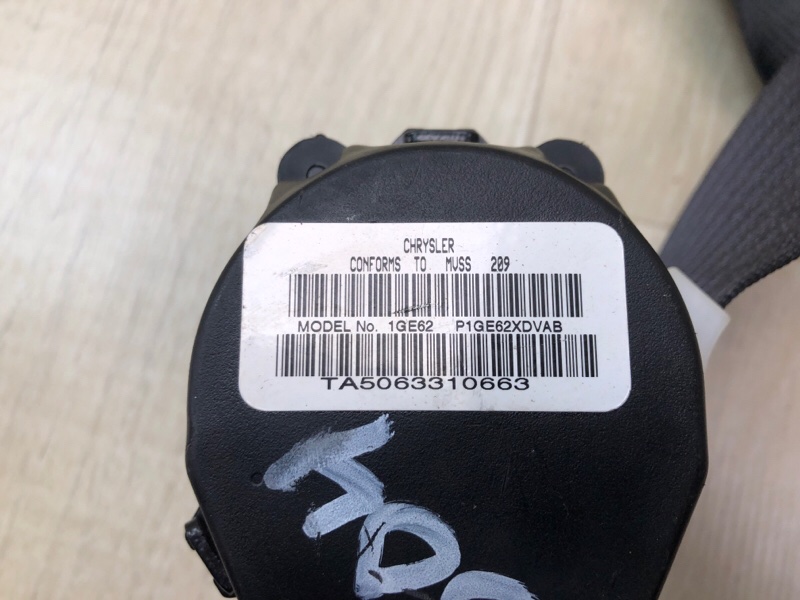 CHRYSLER
CONFORMS TO MVSS 209
MODEL No. 1GE62 P1GE62XDVAB
TA5063310663